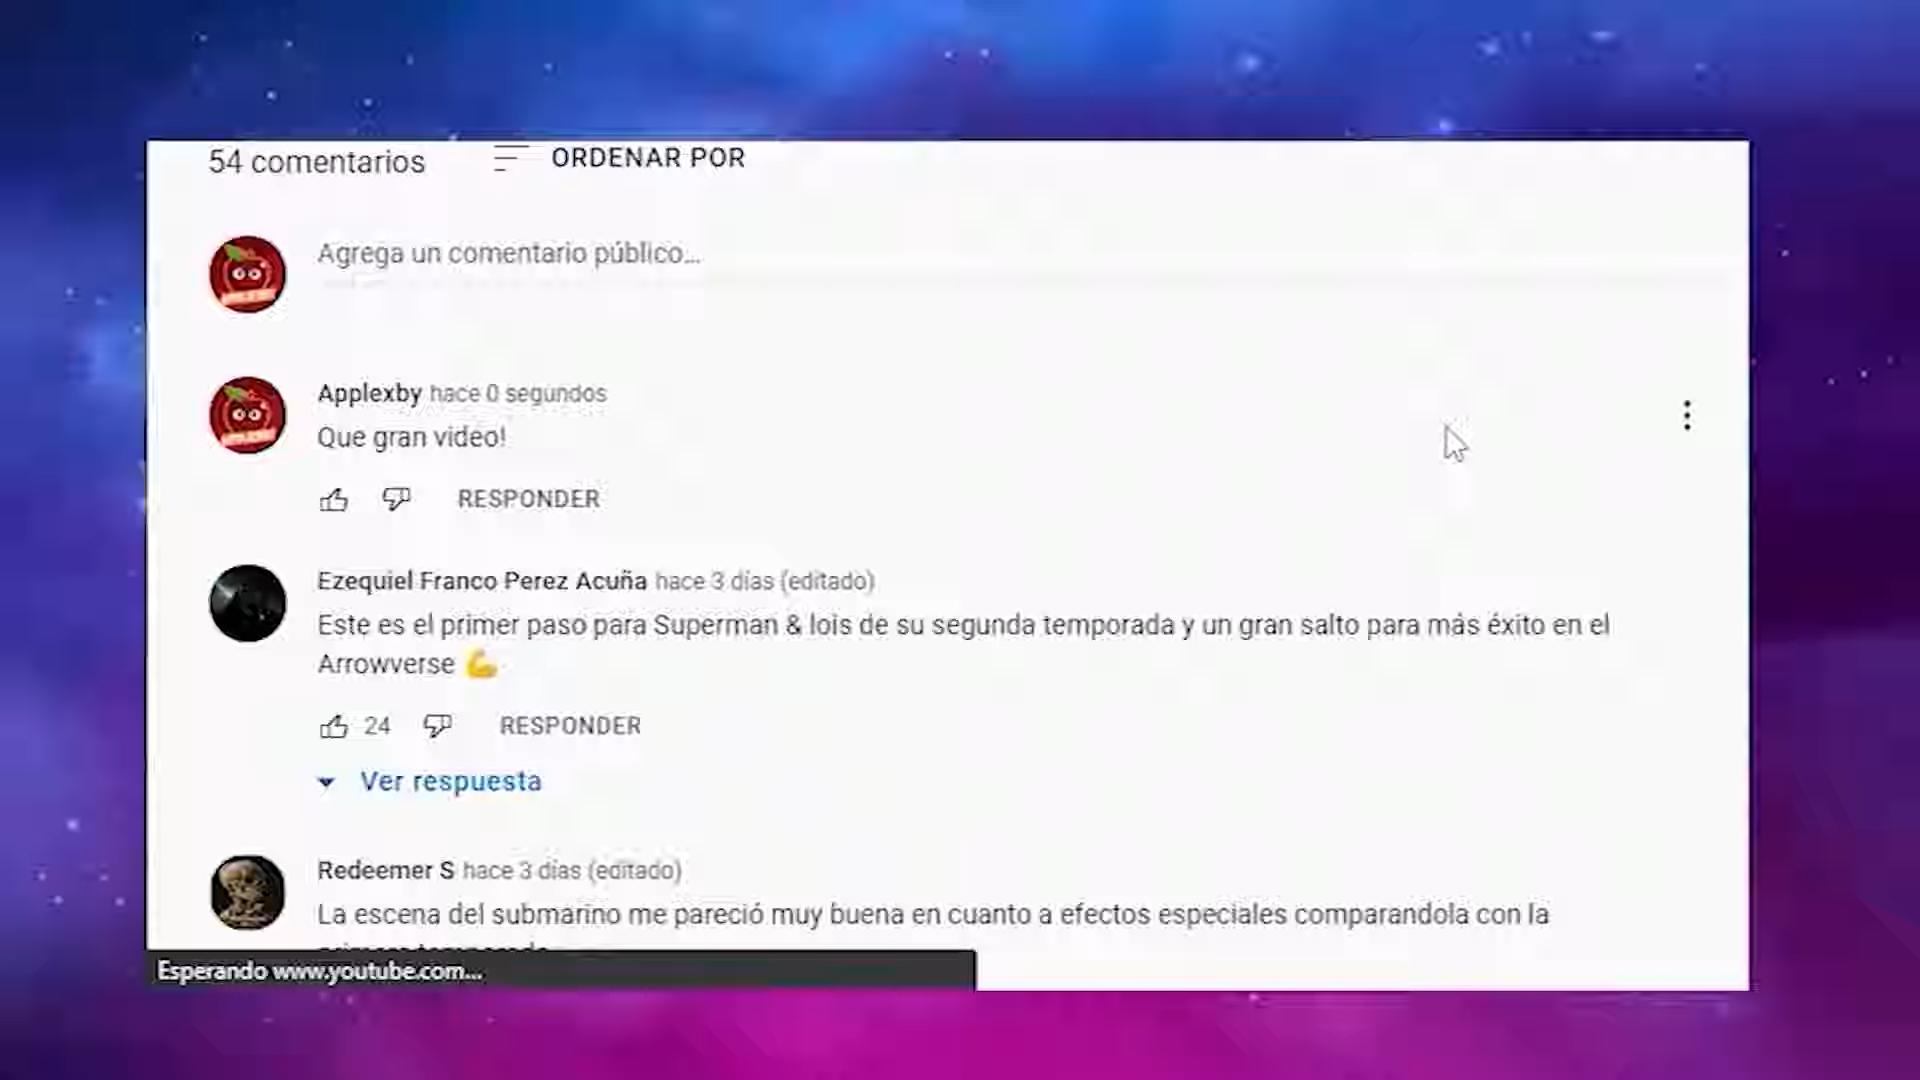 54 comentarios
ORDENAR POR
Agrega un comentario público...
Applexby hace 0 segundos
Que gran video!
RESPONDER
Ezequiel Franco Perez Acuña hace 3 días (editado)
Este es el primer paso para Superman & lois de su segunda temporada y un gran salto para más éxito en el
Arrowverse 💪
24
RESPONDER
Ver respuesta
Redeemer S hace 3 días (editado)
La escena del submarino me pareció muy buena en cuanto a efectos especiales comparandola con la
Esperando www.youtube.com...